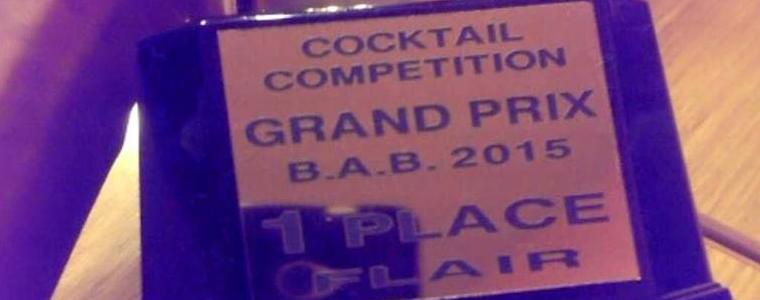 COCKTAIL
COMPETITION
GRAND PRIX
B.A.B. 2015
1 PLACE
FLAIR